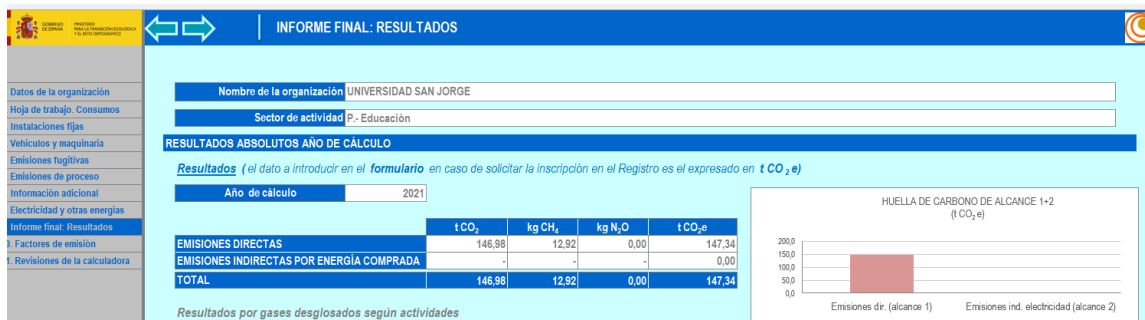 GOBIERNO DE ESPAÑA
MINISTERIO PARA LA TRANSICIÓN ECOLÓGICA Y EL RETO DEMOGRÁFICO
INFORME FINAL: RESULTADOS
Datos de la organización
Hoja de trabajo. Consumos
Instalaciones fijas
Vehículos y maquinaria
Emisiones fugitivas
Emisiones de proceso
Información adicional
Electricidad y otras energías
Informe final: Resultados
0. Factores de emisión
1. Revisiones de la calculadora
Nombre de la organización UNIVERSIDAD SAN JORGE
Sector de actividad P.- Educación
RESULTADOS ABSOLUTOS AÑO DE CÁLCULO
Resultados ( el dato a introducir en el formulario en caso de solicitar la inscripción en el Registro es el expresado en t CO₂e)
Año de cálculo 2021
t CO₂ kg CH₄ kg N₂O t CO₂e
EMISIONES DIRECTAS 146,98 12,92 0,00 147,34
EMISIONES INDIRECTAS POR ENERGÍA COMPRADA - - - 0,00
TOTAL 146,98 12,92 0,00 147,34
Resultados por gases desglosados según actividades
HUELLA DE CARBONO DE ALCANCE 1+2
(t CO₂ e)
200,0
150,0
100,0
50,0
0,0
Emisiones dir. (alcance 1) Emisiones ind. electricidad (alcance 2)